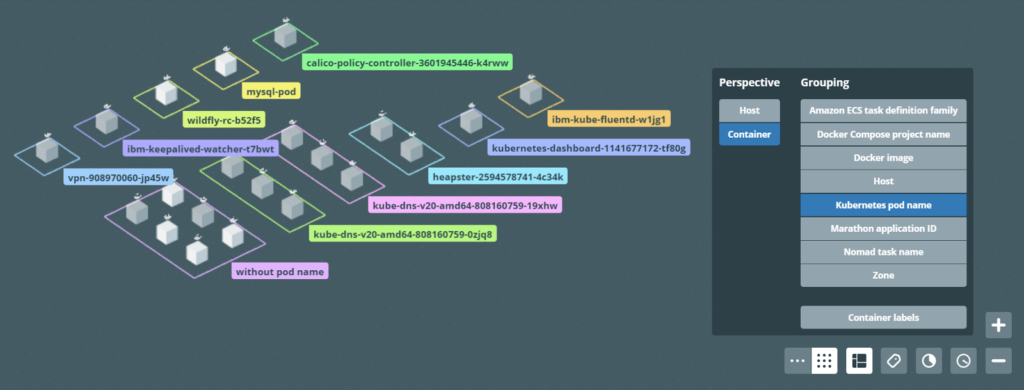 calico-policy-controller-3601945446-k4rww
mysql-pod
wildfly-rc-b52f5
ibm-kube-fluentd-w1jg1
ibm-keepalived-watcher-t7bwt
kubernetes-dashboard-1141677172-tf80g
vpn-908970060-jp45w
heapster-2594578741-4c34k
kube-dns-v20-amd64-808160759-19xhw
kube-dns-v20-amd64-808160759-0zjq8
without pod name
Perspective
Host
Container
Grouping
Amazon ECS task definition family
Docker Compose project name
Docker image
Host
Kubernetes pod name
Marathon application ID
Nomad task name
Zone
Container labels